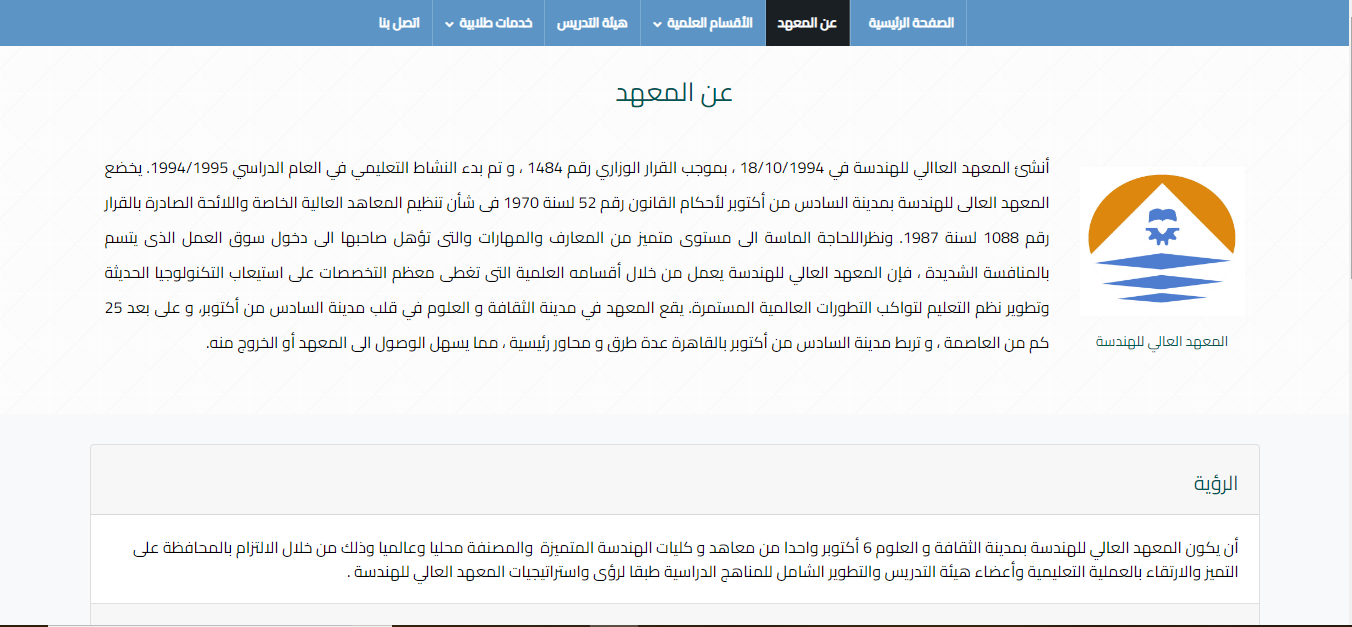 الصفحة الرئيسية
عن المعهد
الأقسام العلمية
هيئة التدريس
خدمات طلابية
اتصل بنا
عن المعهد
أنشئ المعهد العاالي للهندسة في 18/10/1994 ، بموجب القرار الوزاري رقم 1484 ، و تم بدء النشاط التعليمي في العام الدراسي 1994/1995. يخضع
المعهد العالى للهندسة بمدينة السادس من أكتوبر لأحكام القانون رقم 52 لسنة 1970 فى شأن تنظيم المعاهد العالية الخاصة واللائحة الصادرة بالقرار
رقم 1088 لسنة 1987. ونظراللحاجة الماسة الى مستوى متميز من المعارف والمهارات والتى تؤهل صاحبها الى دخول سوق العمل الذى يتسم
بالمنافسة الشديدة ، فإن المعهد العالي للهندسة يعمل من خلال أقسامه العلمية التى تغطى معظم التخصصات على استيعاب التكنولوجيا الحديثة
وتطوير نظم التعليم لتواكب التطورات العالمية المستمرة. يقع المعهد في مدينة الثقافة و العلوم في قلب مدينة السادس من أكتوبر، و على بعد 25
كم من العاصمة ، و تربط مدينة السادس من أكتوبر بالقاهرة عدة طرق و محاور رئيسية ، مما يسهل الوصول الى المعهد أو الخروج منه.
المعهد العالي للهندسة
الرؤية
أن يكون المعهد العالي للهندسة بمدينة الثقافة و العلوم 6 أكتوبر واحدا من معاهد و كليات الهندسة المتميزة والمصنفة محليا وعالميا وذلك من خلال الالتزام بالمحافظة على
التميز والارتقاء بالعملية التعليمية وأعضاء هيئة التدريس والتطوير الشامل للمناهج الدراسية طبقا لرؤى واستراتيجيات المعهد العالي للهندسة .